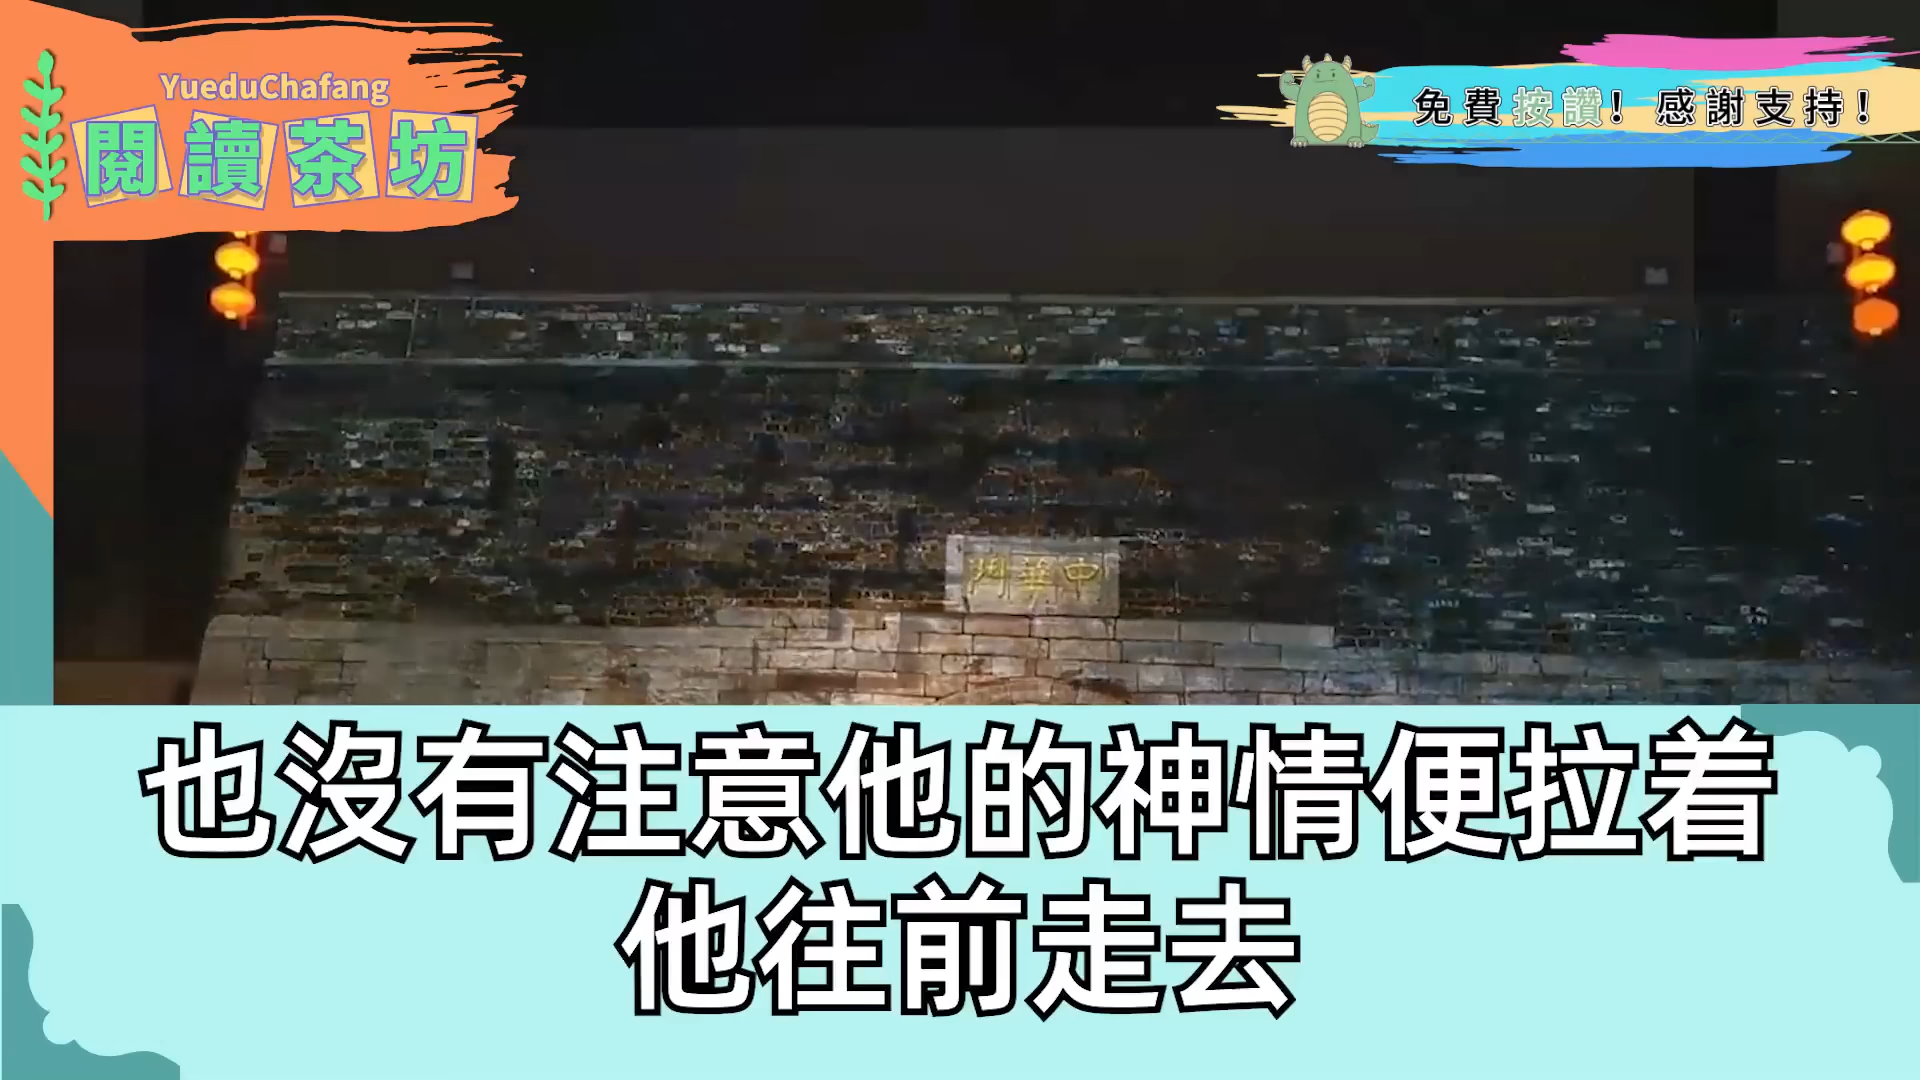 YueduChafang
閱讀茶坊
免費按讚！感謝支持！
門華中
也沒有注意他的神情便拉着
他往前走去